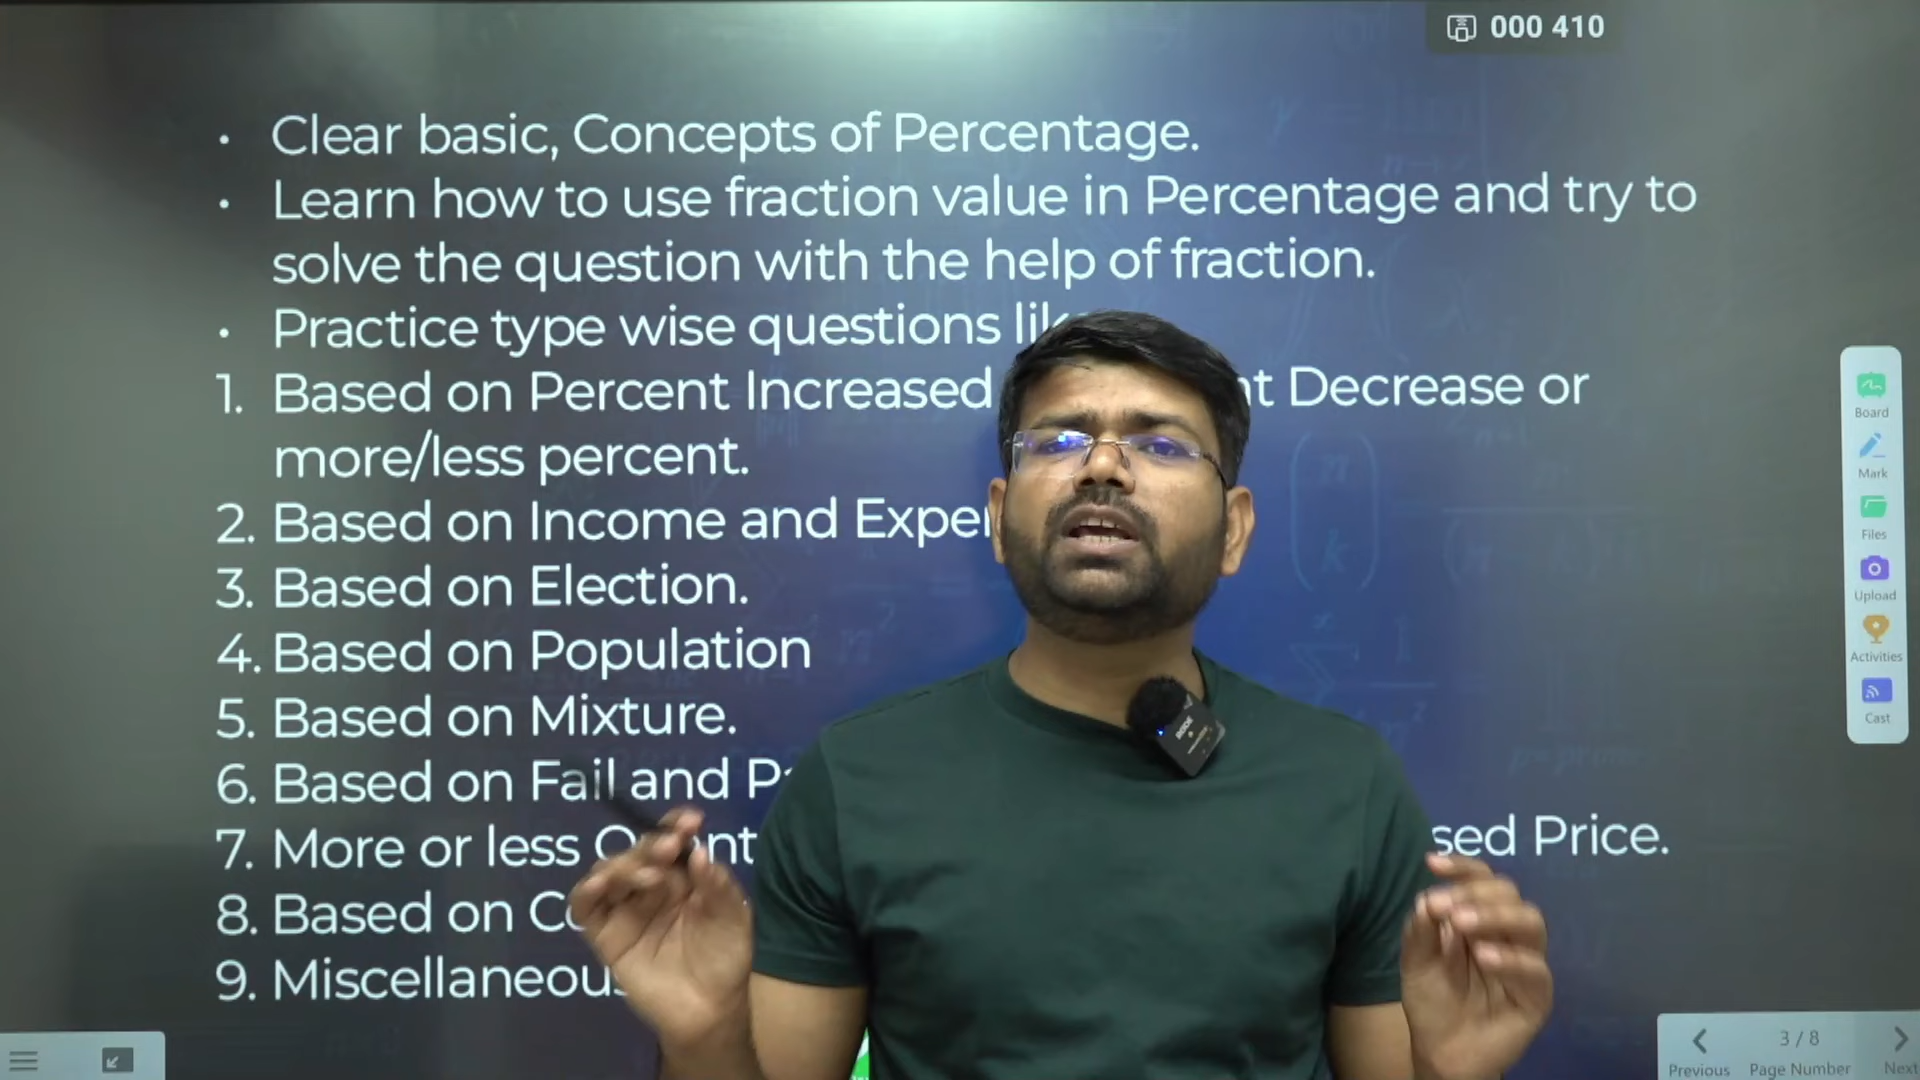 000 410
• Clear basic, Concepts of Percentage.
• Learn how to use fraction value in Percentage and try to
solve the question with the help of fraction.
• Practice type wise questions
1. Based on Percent Increased Decrease or
more/less percent.
2. Based on Income and
3. Based on Election.
4. Based on Population
5. Based on Mixture.
6. Based on Fail and
7. More or less Price.
8. Based on
9. Miscellaneous
Board
Mark
Files
Upload
Activities
Cast
RODE
3 / 8
Previous Page Number Next